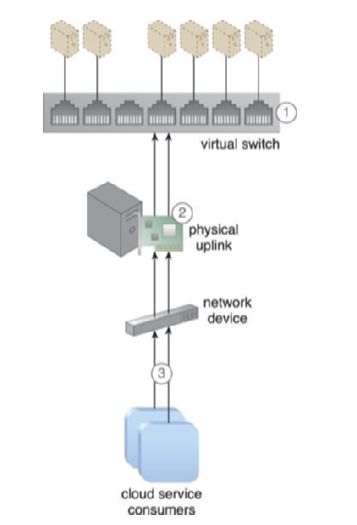 1
virtual switch
2
physical
uplink
network
device
3
cloud service
consumers